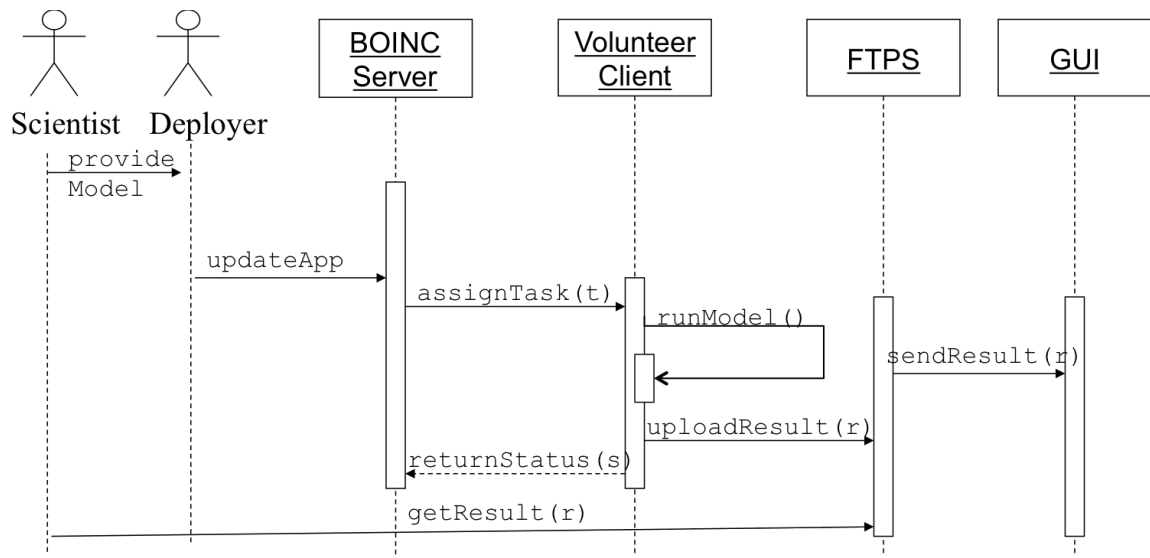 BOINC
Server
Volunteer
Client
FTPS
GUI
Scientist
Deployer
provide
Model
updateApp
assignTask(t)
runModel()
sendResult(r)
uploadResult(r)
returnStatus(s)
getResult(r)